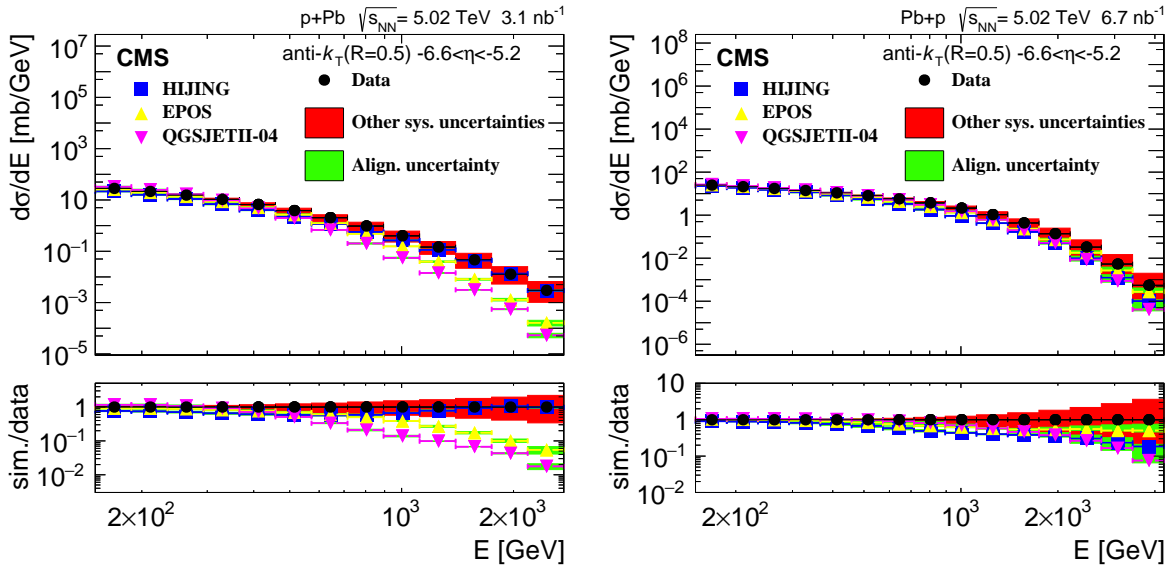 p+Pb √s_NN = 5.02 TeV 3.1 nb⁻¹
CMS
anti-k_T(R=0.5) -6.6<η<-5.2
HIJING
EPOS
QGSJETII-04
Data
Other sys. uncertainties
Align. uncertainty
dσ/dE [mb/GeV]
10⁷
10⁵
10³
10
10⁻¹
10⁻³
10⁻⁵
sim./data
1
10⁻¹
10⁻²
2×10²
10³
2×10³
E [GeV]
Pb+p √s_NN = 5.02 TeV 6.7 nb⁻¹
CMS
anti-k_T(R=0.5) -6.6<η<-5.2
HIJING
EPOS
QGSJETII-04
Data
Other sys. uncertainties
Align. uncertainty
dσ/dE [mb/GeV]
10⁸
10⁶
10⁴
10²
1
10⁻²
10⁻⁴
10⁻⁶
sim./data
10
1
10⁻¹
10⁻²
2×10²
10³
2×10³
E [GeV]